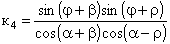 κ₄ = sin(φ+β)sin(φ+ρ) / cos(α+β)cos(α−ρ)